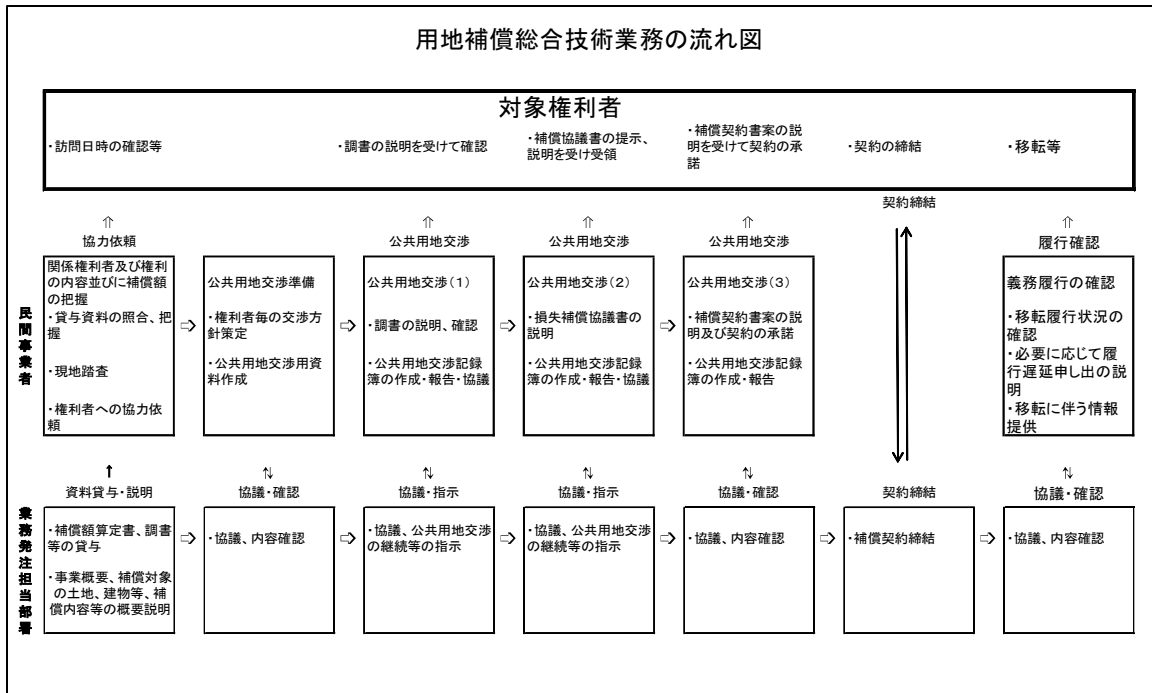 用地補償総合技術業務の流れ図
対象権利者
・訪問日時の確認等
・調書の説明を受けて確認
・補償協議書の提示、
説明を受け受領
・補償契約書案の説
明を受けて契約の承
諾
・契約の締結
・移転等
⇑
協力依頼
⇑
公共用地交渉
⇑
公共用地交渉
⇑
公共用地交渉
契約締結
⇑
履行確認
民間事業者
関係権利者及び権利
の内容並びに補償額
の把握
・貸与資料の照合、把
握
・現地踏査
・権利者への協力依
頼
⇨
公共用地交渉準備
・権利者毎の交渉方
針策定
・公共用地交渉用資
料作成
⇨
公共用地交渉(1)
・調書の説明、確認
・公共用地交渉記録
簿の作成・報告・協議
⇨
公共用地交渉(2)
・損失補償協議書の
説明
・公共用地交渉記録
簿の作成・報告・協議
⇨
公共用地交渉(3)
・補償契約書案の説
明及び契約の承諾
・公共用地交渉記録
簿の作成・報告
義務履行の確認
・移転履行状況の
確認
・必要に応じて履
行遅延申し出の説
明
・移転に伴う情報
提供
↑
資料貸与・説明
⇅
協議・確認
⇅
協議・指示
⇅
協議・指示
⇅
協議・確認
契約締結
⇅
協議・確認
業務発注担当部署
・補償額算定書、調書
等の貸与
・事業概要、補償対象
の土地、建物等、補
償内容等の概要説明
⇨
・協議、内容確認
⇨
・協議、公共用地交渉
の継続等の指示
⇨
・協議、公共用地交渉
の継続等の指示
⇨
・協議、内容確認
⇨
・補償契約締結
⇨
・協議、内容確認